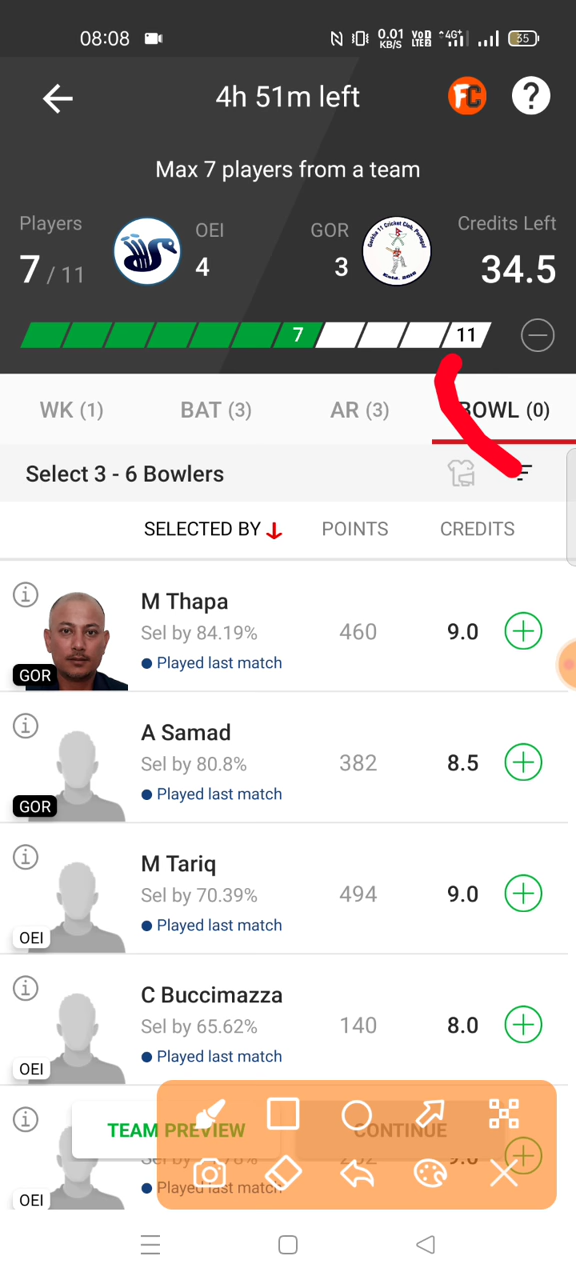 08:08 0.01 KB/S VoD LTE 2 4G+ 35
4h 51m left FC ?
Max 7 players from a team
Players OEI GOR Credits Left
7 / 11 4 3 34.5
7 11
WK (1) BAT (3) AR (3) BOWL (0)
Select 3 - 6 Bowlers
SELECTED BY POINTS CREDITS
M Thapa
Sel by 84.19% 460 9.0
Played last match
GOR
A Samad
Sel by 80.8% 382 8.5
Played last match
GOR
M Tariq
Sel by 70.39% 494 9.0
Played last match
OEI
C Buccimazza
Sel by 65.62% 140 8.0
Played last match
OEI
TEAM PREVIEW CONTINUE
Played last match
OEI